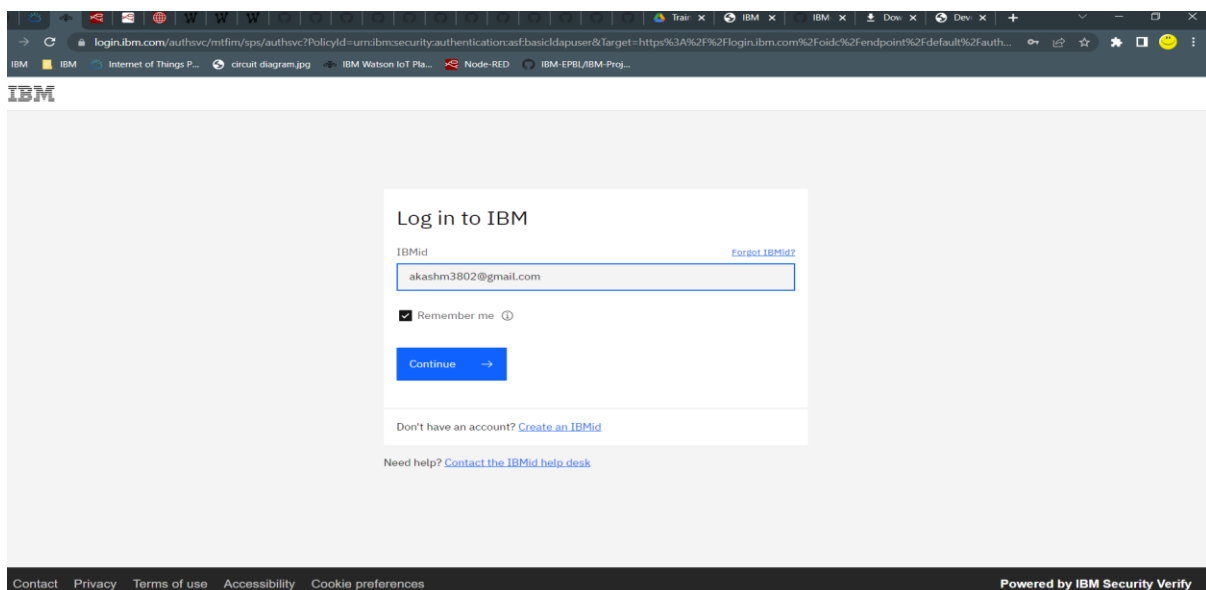 Train
IBM
IBM
Dow
Dev
login.ibm.com/authsvc/mtfim/sps/authsvc?PolicyId=urn:ibm:security:authentication:asf:basicldapuser&Target=https%3A%2F%2Flogin.ibm.com%2Foidc%2Fendpoint%2Fdefault%2Fauth...
IBM IBM Internet of Things P... circuit diagram.jpg IBM Watson IoT Pla... Node-RED IBM-EPBL/IBM-Proj...
IBM
Log in to IBM
IBMid Forgot IBMid?
akashm3802@gmail.com
Remember me
Continue →
Don't have an account? Create an IBMid
Need help? Contact the IBMid help desk
Contact Privacy Terms of use Accessibility Cookie preferences Powered by IBM Security Verify